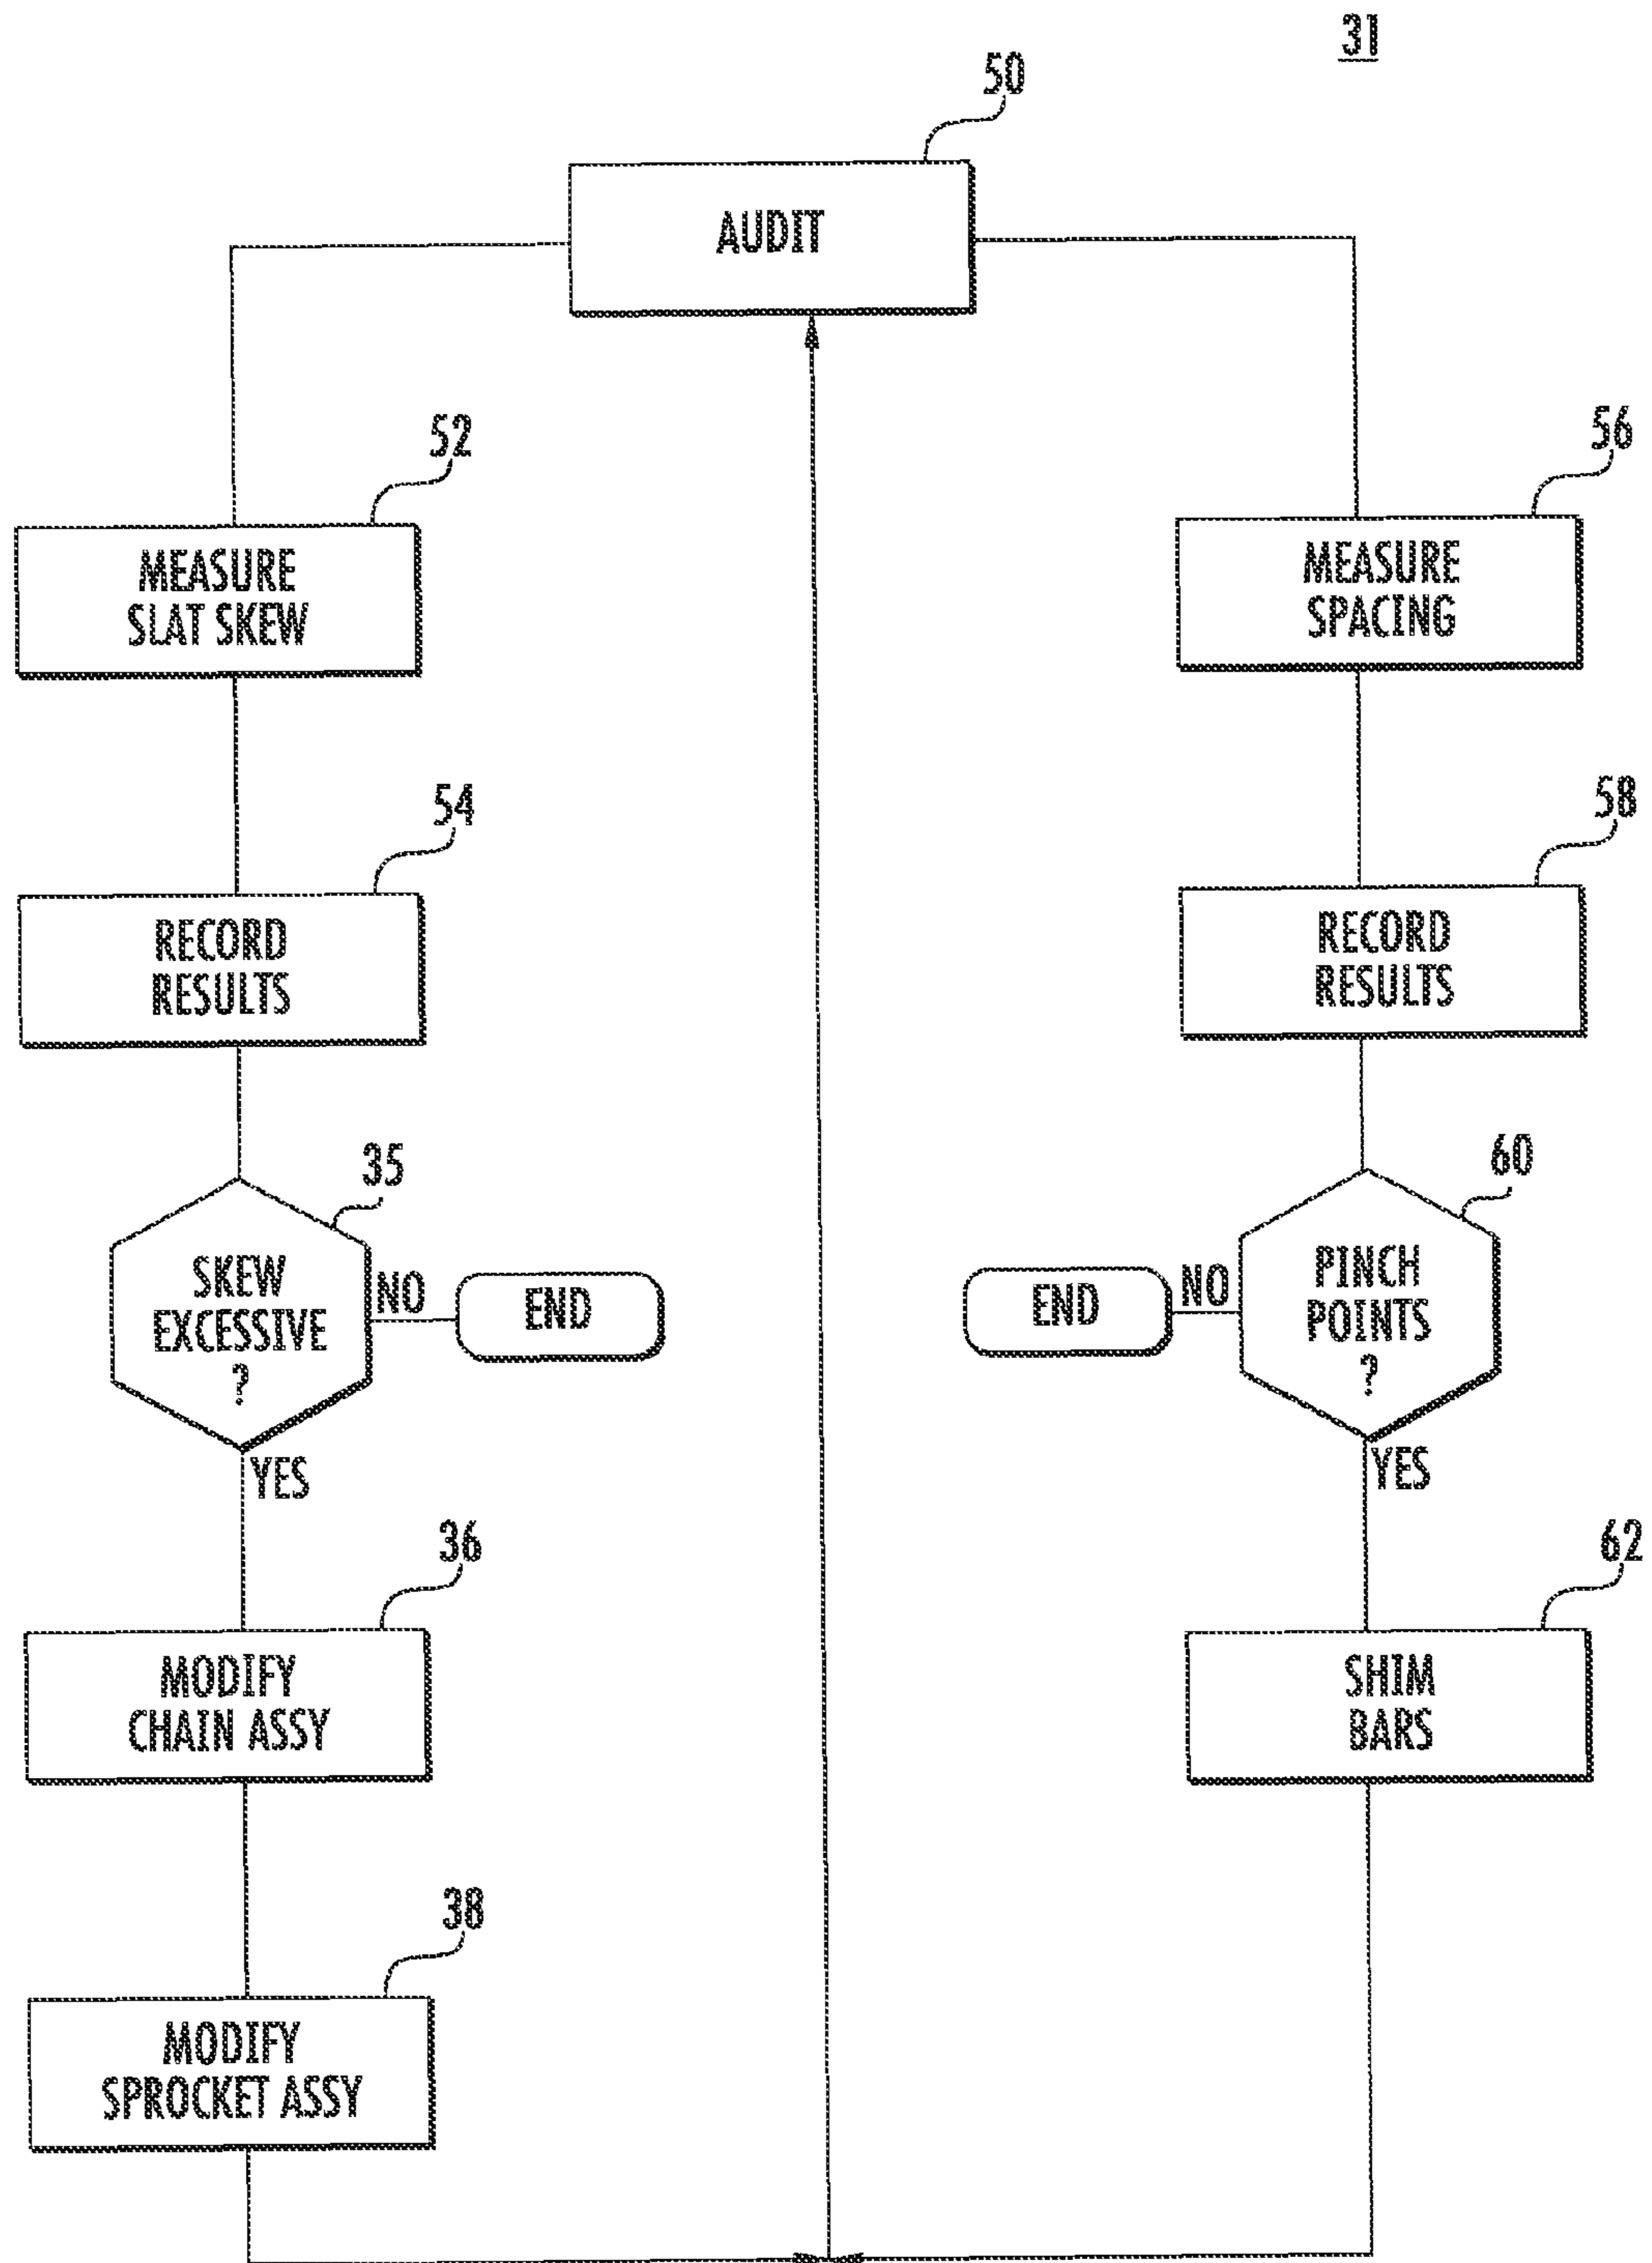 31
50
AUDIT
52
MEASURE
SLAT SKEW
56
MEASURE
SPACING
54
RECORD
RESULTS
58
RECORD
RESULTS
35
SKEW
EXCESSIVE
?
NO
END
YES
60
PINCH
POINTS
?
NO
END
YES
36
MODIFY
CHAIN ASSY
62
SHIM
BARS
38
MODIFY
SPROCKET ASSY